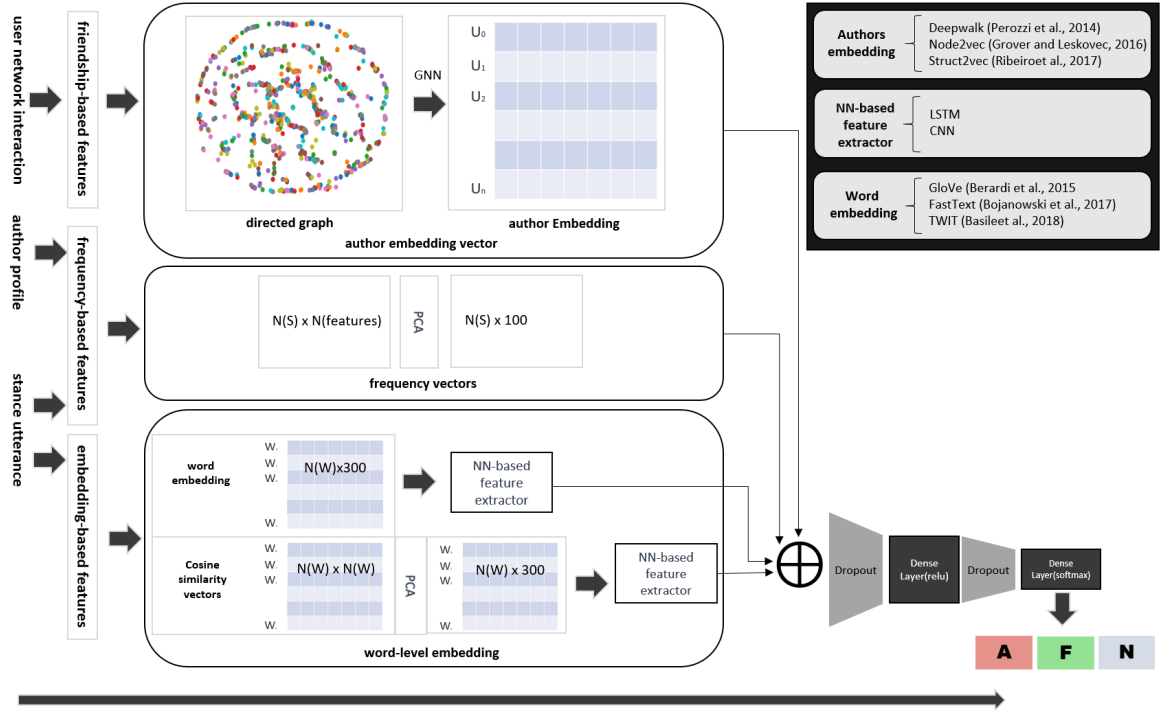 user network interaction
friendship-based features
author profile
frequency-based features
stance utterance
embedding-based features
GNN
U₀
U₁
U₂
Uₙ
directed graph
author Embedding
author embedding vector
N(S) x N(features)
PCA
N(S) x 100
frequency vectors
word
embedding
W.
W.
W.
W.
N(W)x300
NN-based
feature
extractor
Cosine
similarity
vectors
W.
W.
W.
W.
N(W) x N(W)
PCA
W.
W.
W.
W.
N(W) x 300
NN-based
feature
extractor
word-level embedding
Authors
embedding
Deepwalk (Perozzi et al., 2014)
Node2vec (Grover and Leskovec, 2016)
Struct2vec (Ribeiroet et al., 2017)
NN-based
feature
extractor
LSTM
CNN
Word
embedding
GloVe (Berardi et al., 2015
FastText (Bojanowski et al., 2017)
TWIT (Basileet al., 2018)
Dropout
Dense
Layer(relu)
Dropout
Dense
Layer(softmax)
A
F
N